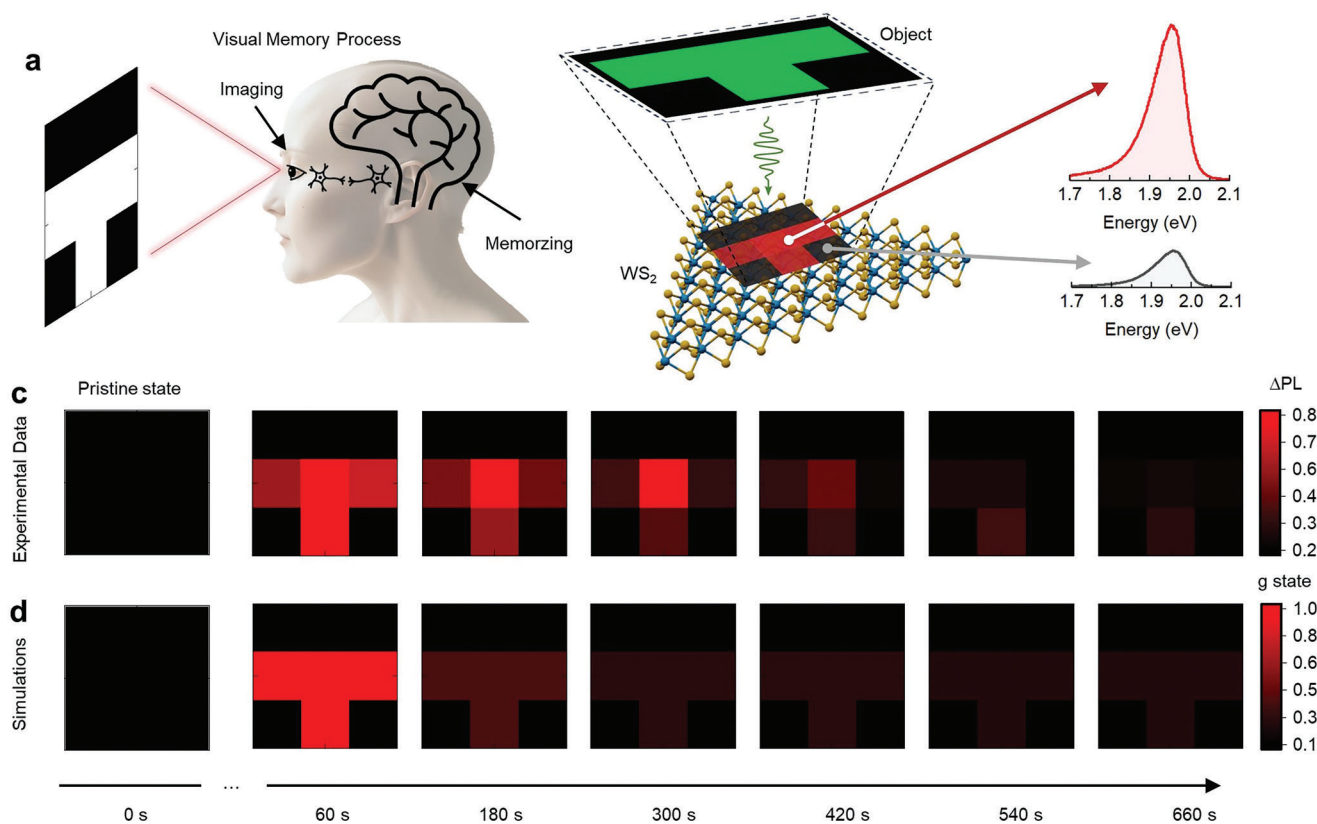 a
Visual Memory Process
Imaging
Memorzing
Object
WS2
1.7 1.8 1.9 2.0 2.1
Energy (eV)
1.7 1.8 1.9 2.0 2.1
Energy (eV)
c
Pristine state
Experimental Data
ΔPL
0.8
0.7
0.6
0.4
0.3
0.2
d
Simulations
g state
1.0
0.8
0.6
0.5
0.3
0.1
...
0 s 60 s 180 s 300 s 420 s 540 s 660 s